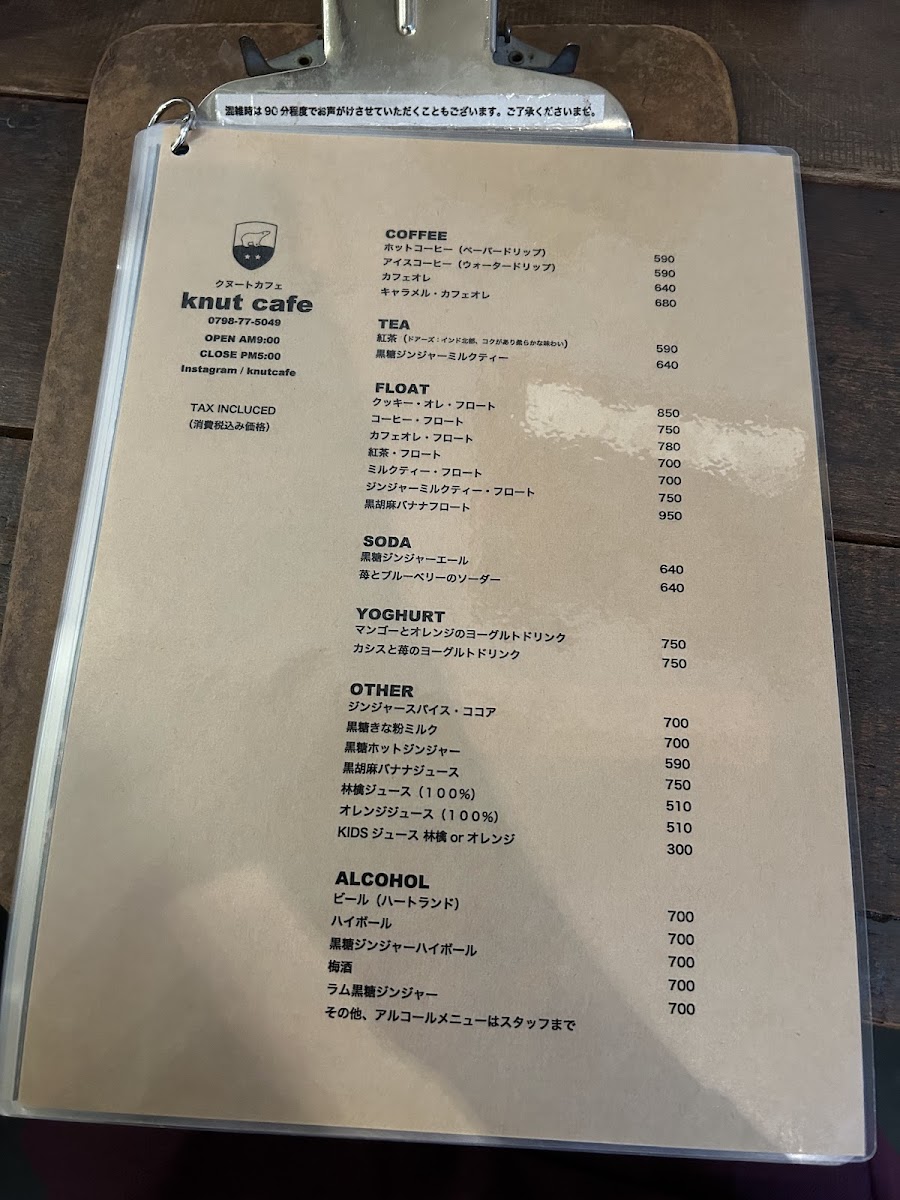 混雑時は90分程度でお声がけさせていただくこともございます。ご了承くださいませ。
クヌートカフェ
knut cafe
0798-77-5049
OPEN AM9:00
CLOSE PM5:00
Instagram / knutcafe
TAX INCLUCED
（消費税込み価格）
COFFEE
ホットコーヒー（ペーパードリップ） 590
アイスコーヒー（ウォータードリップ） 590
カフェオレ 640
キャラメル・カフェオレ 680
TEA
紅茶（ドアーズ：インド北部、コクがあり柔らかな味わい） 590
黒糖ジンジャーミルクティー 640
FLOAT
クッキー・オレ・フロート 850
コーヒー・フロート 750
カフェオレ・フロート 780
紅茶・フロート 700
ミルクティー・フロート 700
ジンジャーミルクティー・フロート 750
黒胡麻バナナフロート 950
SODA
黒糖ジンジャーエール 640
苺とブルーベリーのソーダー 640
YOGHURT
マンゴーとオレンジのヨーグルトドリンク 750
カシスと苺のヨーグルトドリンク 750
OTHER
ジンジャースパイス・ココア 700
黒糖きな粉ミルク 700
黒糖ホットジンジャー 590
黒胡麻バナナジュース 750
林檎ジュース（１００％） 510
オレンジジュース（１００％） 510
KIDS ジュース 林檎 or オレンジ 300
ALCOHOL
ビール（ハートランド） 700
ハイボール 700
黒糖ジンジャーハイボール 700
梅酒 700
ラム黒糖ジンジャー 700
その他、アルコールメニューはスタッフまで